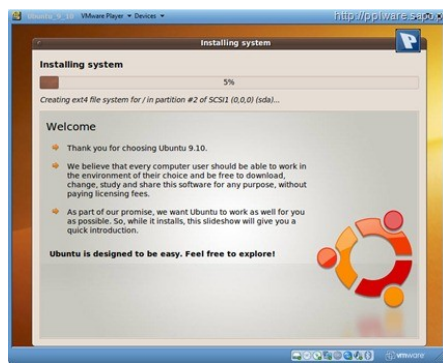 Ubuntu_9_10 VMware Player Devices
http://pplware.sapo.
Installing system
Installing system
5%
Creating ext4 file system for / in partition #2 of SCSI1 (0,0,0) (sda)...
Welcome
Thank you for choosing Ubuntu 9.10.
We believe that every computer user should be able to work in
the environment of their choice and be free to download,
change, study and share this software for any purpose, without
paying licensing fees.
As part of our promise, we want Ubuntu to work as well for you
as possible. So, while it installs, this slideshow will give you a
quick introduction.
Ubuntu is designed to be easy. Feel free to explore!
vmware